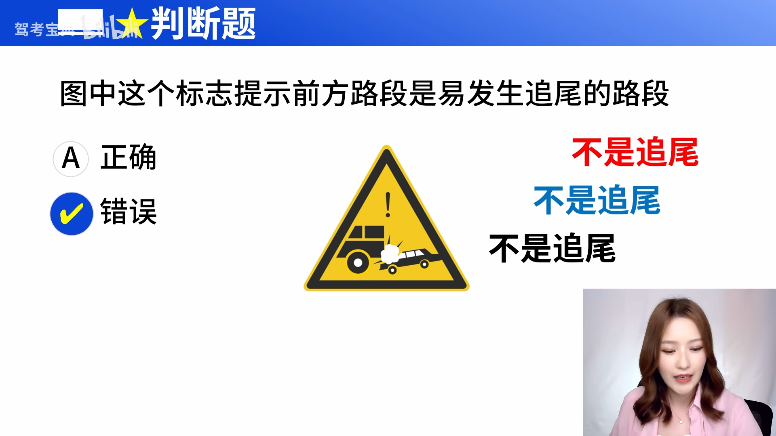 驾考宝典 bilibili
判断题
图中这个标志提示前方路段是易发生追尾的路段
A 正确
错误
不是追尾
不是追尾
不是追尾
!